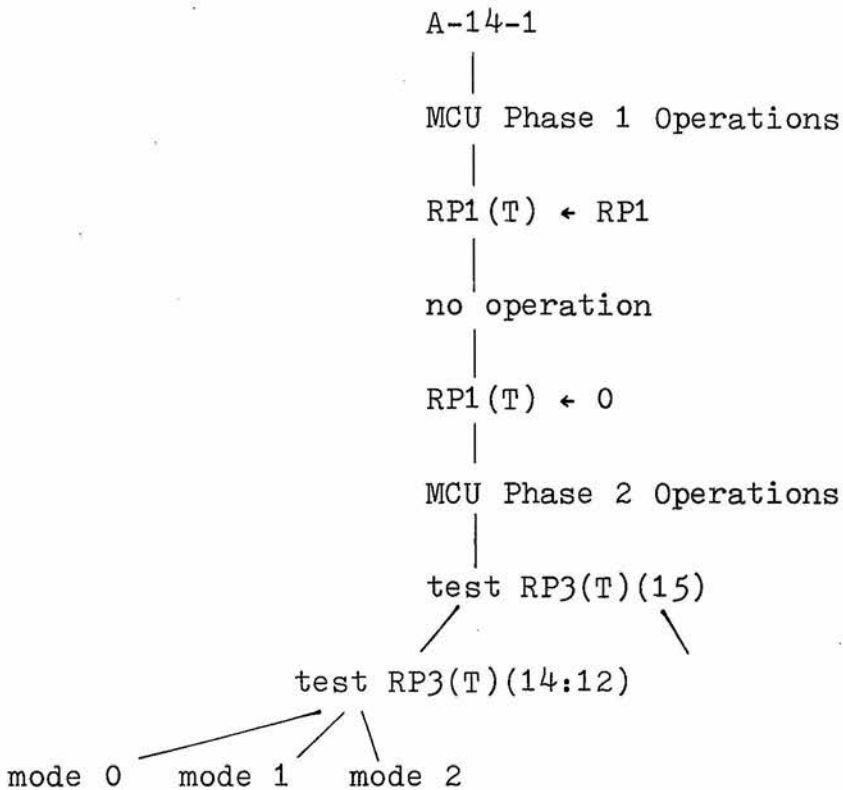 A-14-1
MCU Phase 1 Operations
RP1(T) ← RP1
no operation
RP1(T) ← 0
MCU Phase 2 Operations
test RP3(T)(15)
test RP3(T)(14:12)
mode 0 mode 1 mode 2